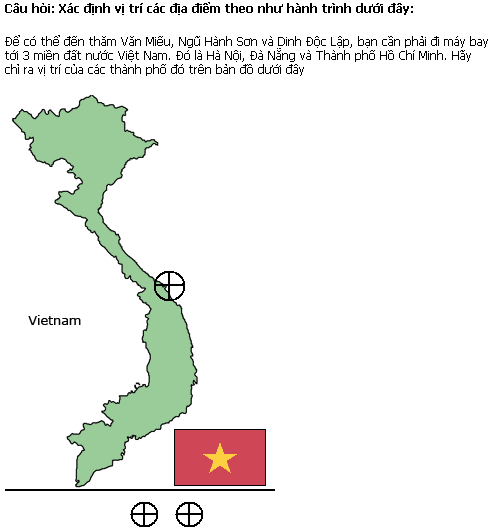 Câu hỏi: Xác định vị trí các địa điểm theo như hành trình dưới đây:
Để có thể đến thăm Văn Miếu, Ngũ Hành Sơn và Dinh Độc Lập, bạn cần phải đi máy bay
tới 3 miền đất nước Việt Nam. Đó là Hà Nội, Đà Nẵng và Thành phố Hồ Chí Minh. Hãy
chỉ ra vị trí của các thành phố đó trên bản đồ dưới đây
Vietnam